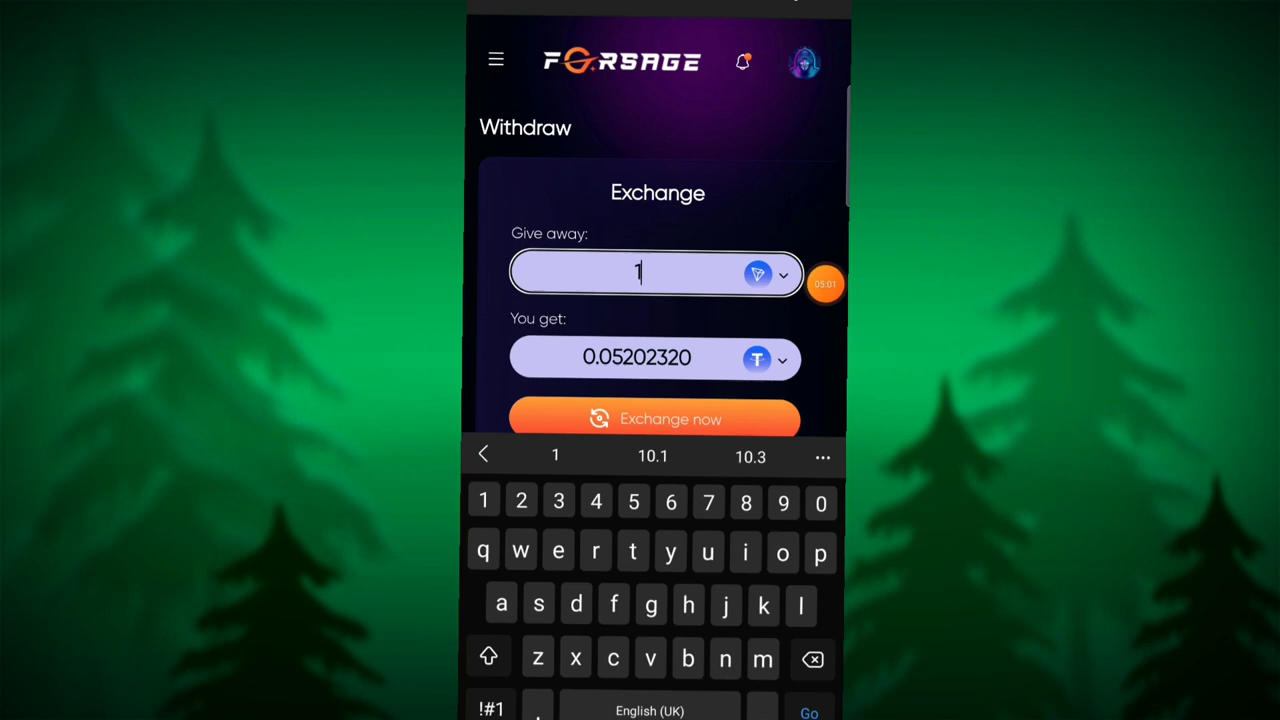 FORSAGE
Withdraw
Exchange
Give away:
1
05:01
You get:
0.05202320
T
Exchange now
1 10.1 10.3 ...
1 2 3 4 5 6 7 8 9 0
q w e r t y u i o p
a s d f g h j k l
z x c v b n m
!#1 , English (UK) Go